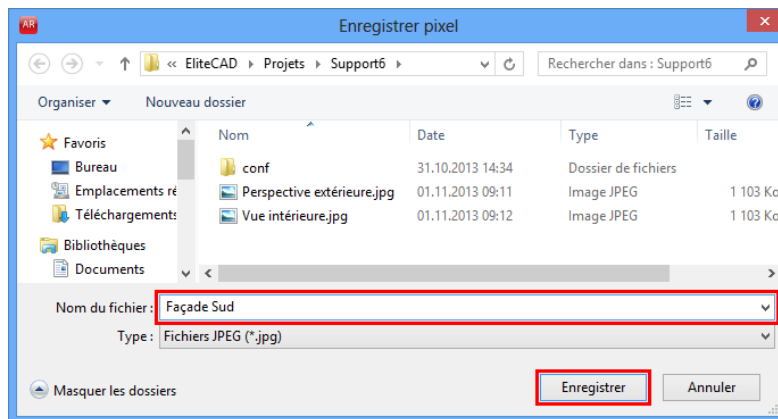 AR Enregistrer pixel
« EliteCAD Projets Support6 Rechercher dans : Support6
Organiser Nouveau dossier
Favoris
Bureau
Emplacements ré
Téléchargements
Bibliothèques
Documents
Nom Date Type Taille
conf 31.10.2013 14:34 Dossier de fichiers
Perspective extérieure.jpg 01.11.2013 09:11 Image JPEG 1 103 Ko
Vue intérieure.jpg 01.11.2013 09:12 Image JPEG 1 103 Ko
Nom du fichier : Façade Sud
Type : Fichiers JPEG (*.jpg)
Masquer les dossiers Enregistrer Annuler